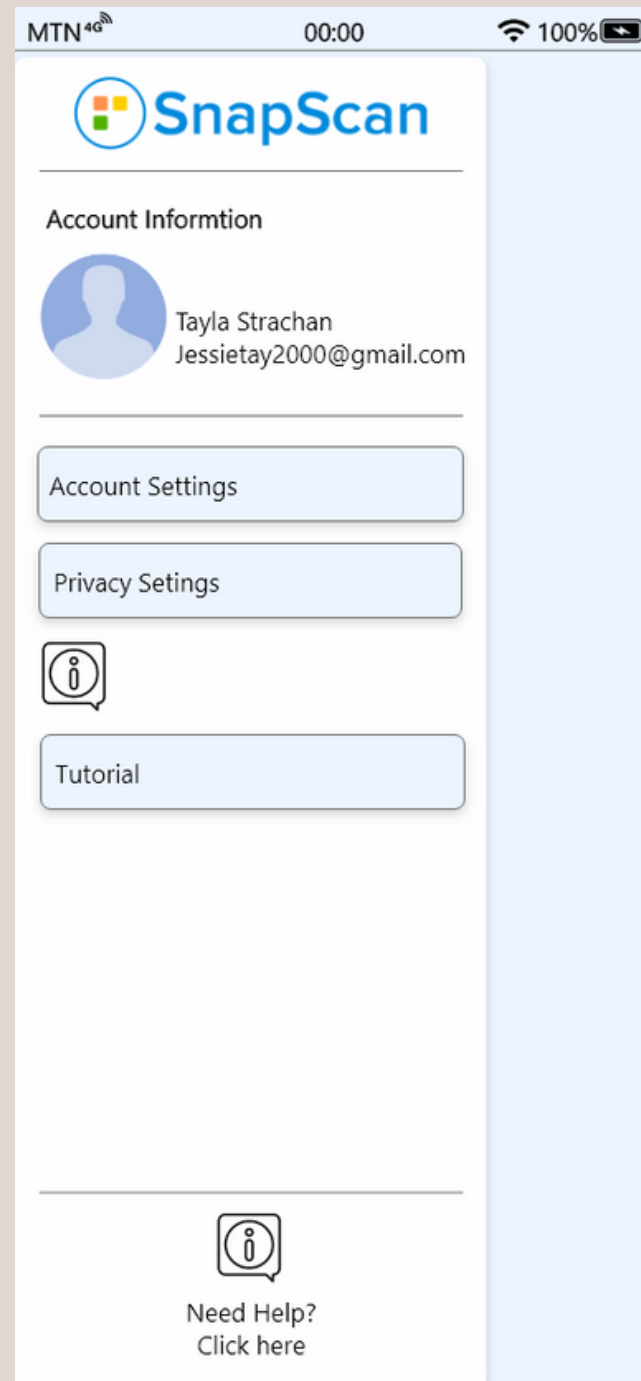 MTN 4G 00:00 100%
SnapScan
Account Informtion
Tayla Strachan
Jessietay2000@gmail.com
Account Settings
Privacy Setings
Tutorial
Need Help?
Click here